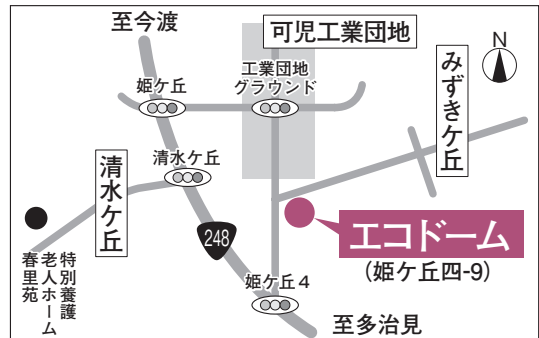 至今渡
可児工業団地
N
姫ケ丘
工業団地
グラウンド
みずきケ丘
清水ケ丘
清水ケ丘
248
エコドーム
(姫ケ丘四-9)
特別養護
老人ホーム
春里苑
姫ケ丘4
至多治見